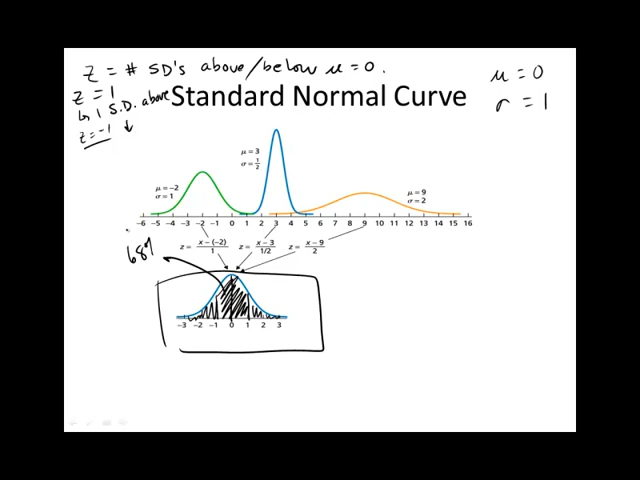 z = # SD's above/below μ = 0.
z = 1
↳ 1 S.D. above
z = -1 ↓
μ = 0
σ = 1
Standard Normal Curve
μ = 3
σ = 1/2
μ = −2
σ = 1
μ = 9
σ = 2
−6 −5 −4 −3 −2 −1 0 1 2 3 4 5 6 7 8 9 10 11 12 13 14 15 16
z = x − (−2) / 1 z = x − 3 / 1/2 z = x − 9 / 2
68%
−3 −2 −1 0 1 2 3